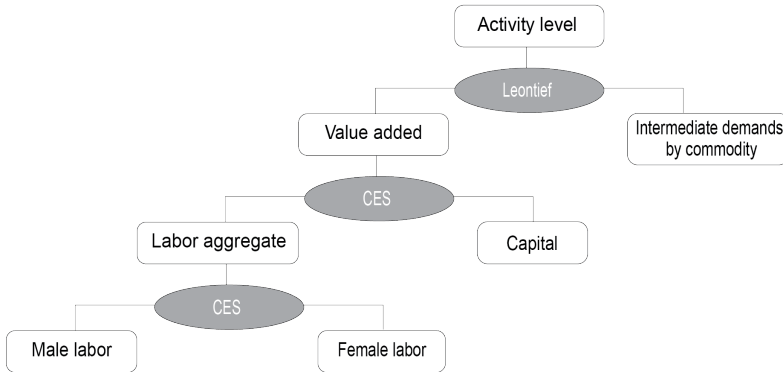 Activity level
Leontief
Value added
Intermediate demands
by commodity
CES
Labor aggregate
Capital
CES
Male labor
Female labor